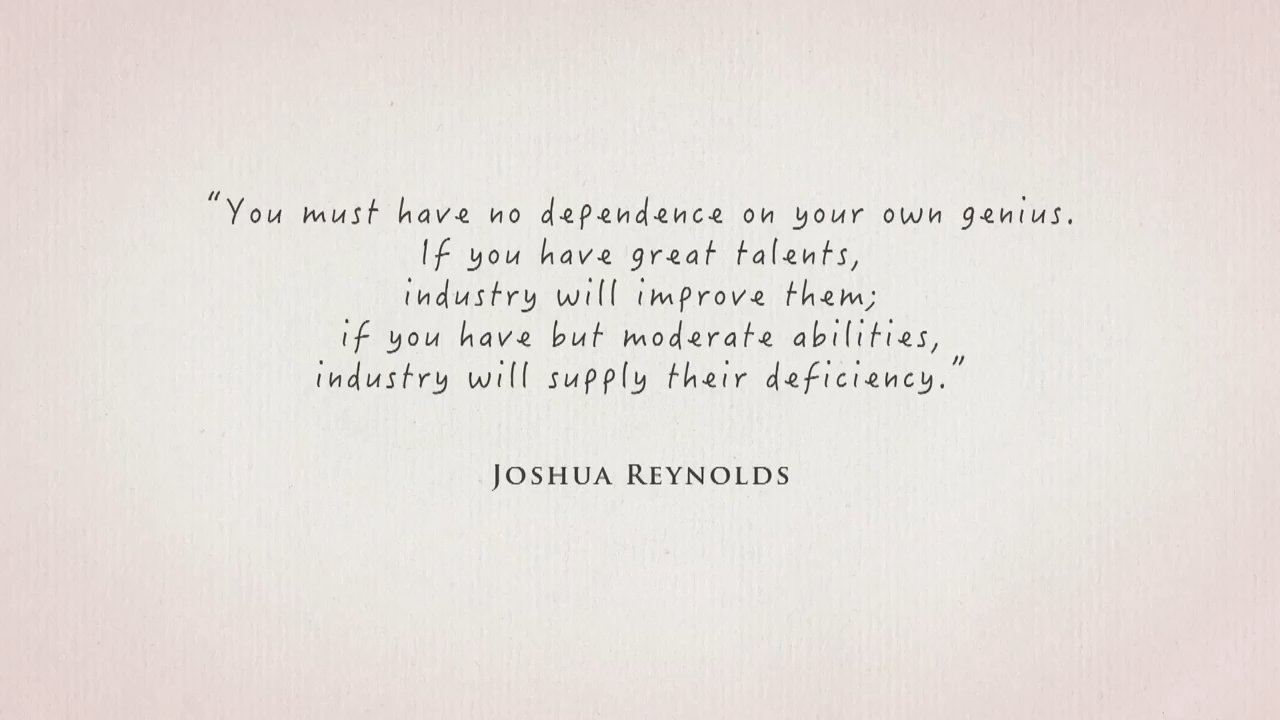 “You must have no dependence on your own genius.
If you have great talents,
industry will improve them;
if you have but moderate abilities,
industry will supply their deficiency.”
Joshua Reynolds